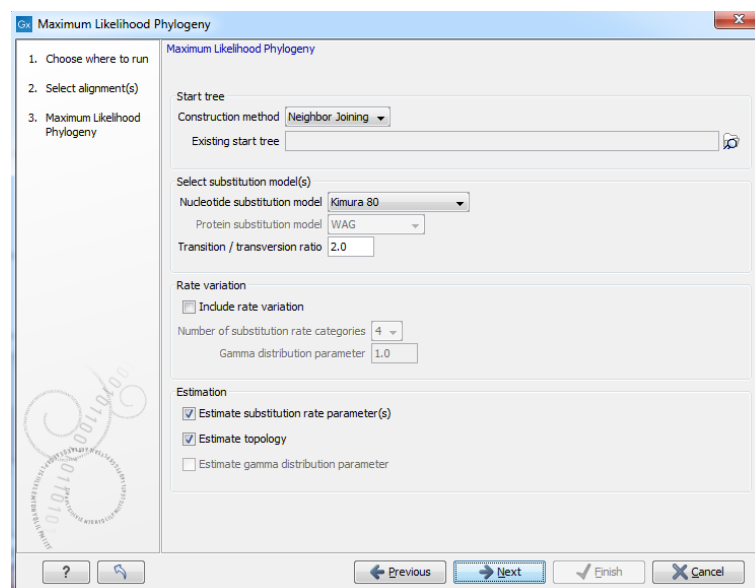 Gx Maximum Likelihood Phylogeny
1. Choose where to run
2. Select alignment(s)
3. Maximum Likelihood
Phylogeny
Maximum Likelihood Phylogeny
Start tree
Construction method Neighbor Joining
Existing start tree
Select substitution model(s)
Nucleotide substitution model Kimura 80
Protein substitution model WAG
Transition / transversion ratio 2.0
Rate variation
Include rate variation
Number of substitution rate categories 4
Gamma distribution parameter 1.0
Estimation
Estimate substitution rate parameter(s)
Estimate topology
Estimate gamma distribution parameter
? Previous Next Finish Cancel